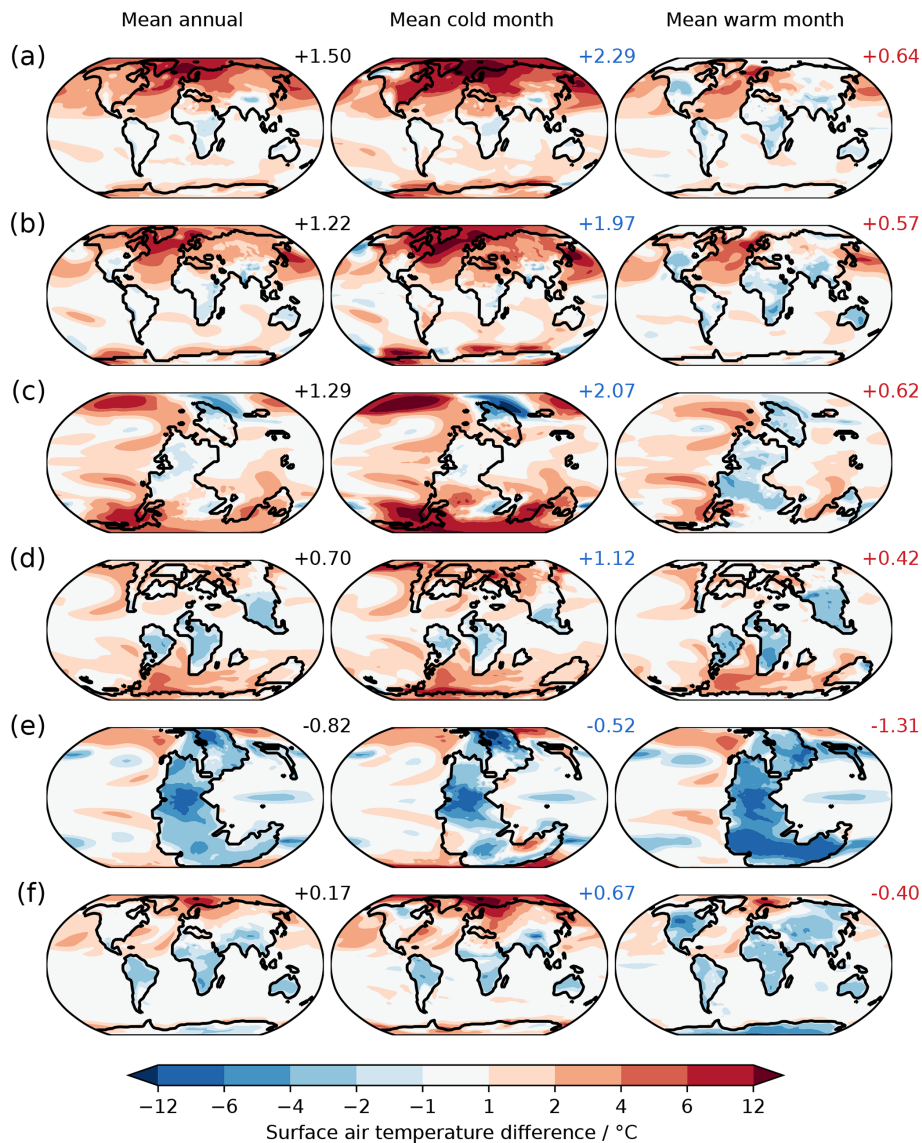 Mean annual Mean cold month Mean warm month
(a) +1.50 +2.29 +0.64
(b) +1.22 +1.97 +0.57
(c) +1.29 +2.07 +0.62
(d) +0.70 +1.12 +0.42
(e) -0.82 -0.52 -1.31
(f) +0.17 +0.67 -0.40
−12 −6 −4 −2 −1 1 2 4 6 12
Surface air temperature difference / °C